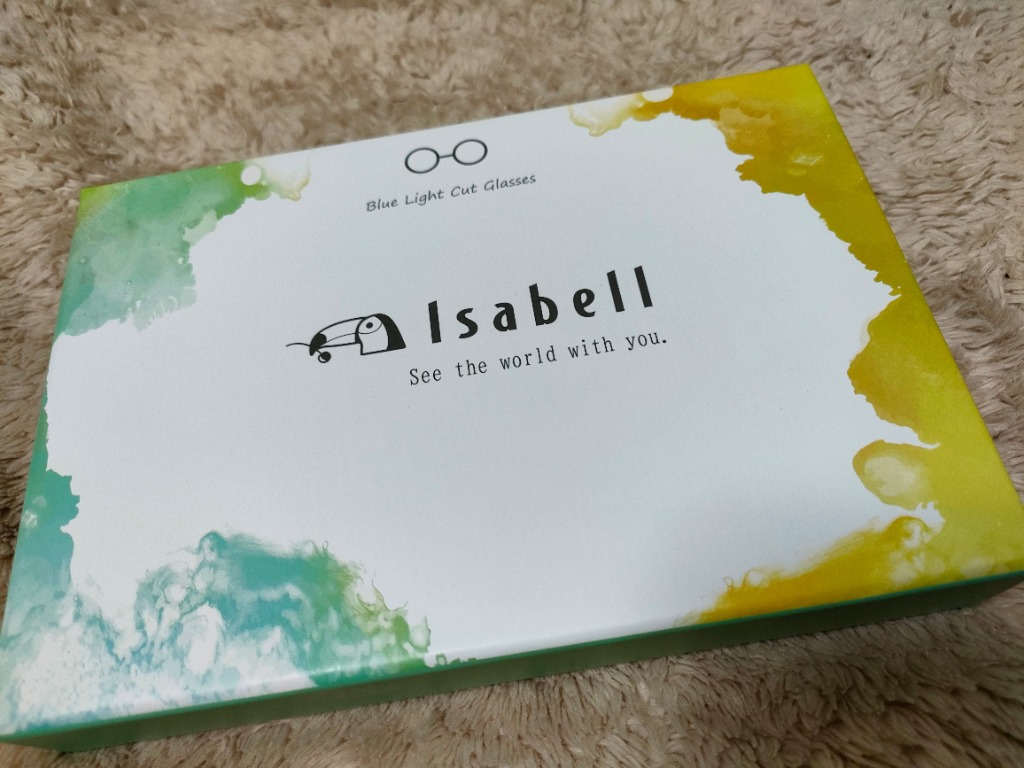 Blue Light Cut Glasses
Isabell
See the world with you.